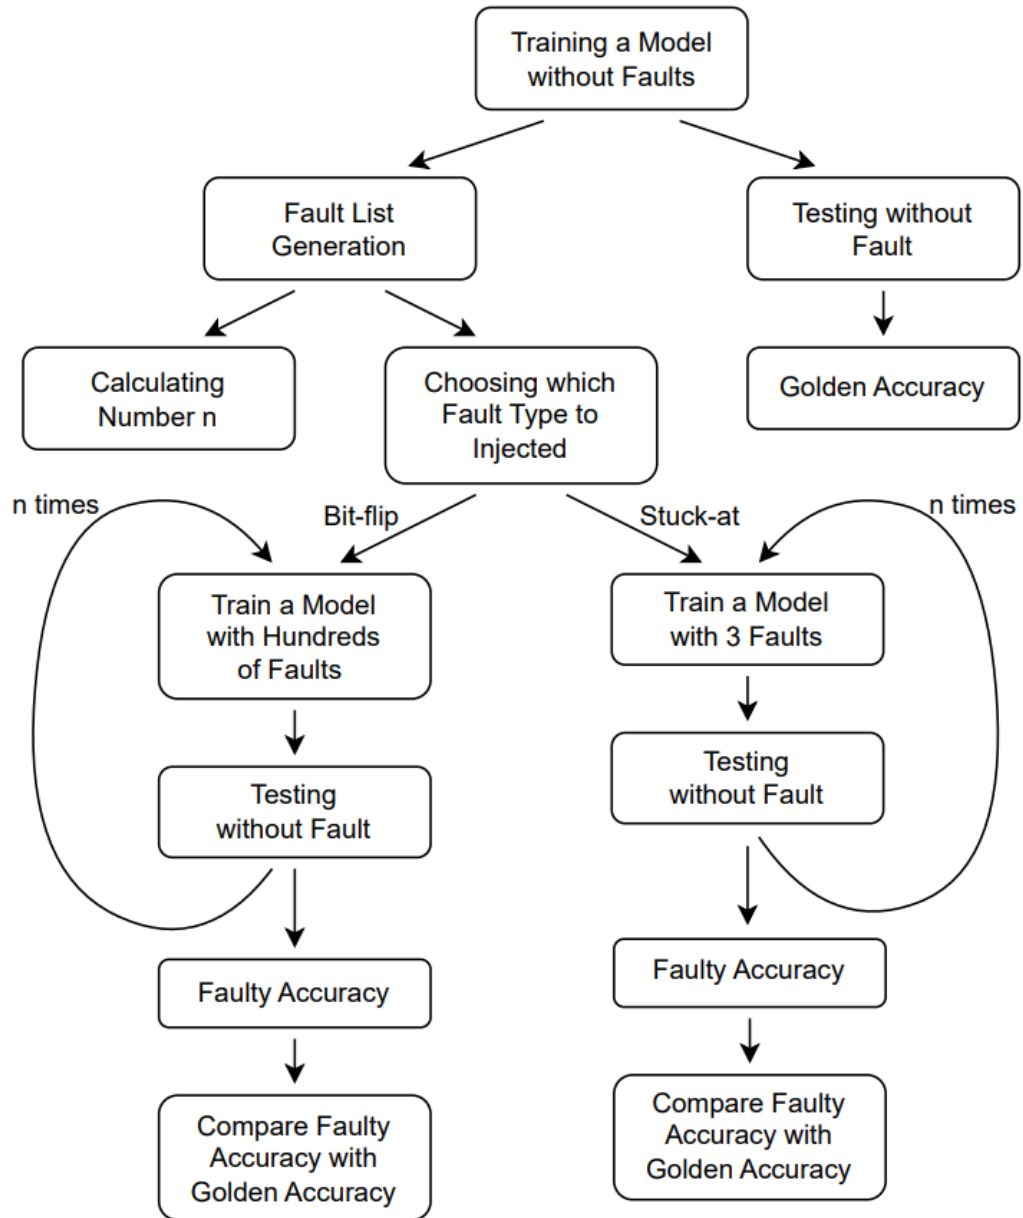 Training a Model
without Faults
Fault List
Generation
Testing without
Fault
Calculating
Number n
Choosing which
Fault Type to
Injected
Golden Accuracy
n times
Bit-flip
Stuck-at
n times
Train a Model
with Hundreds
of Faults
Train a Model
with 3 Faults
Testing
without Fault
Testing
without Fault
Faulty Accuracy
Faulty Accuracy
Compare Faulty
Accuracy with
Golden Accuracy
Compare Faulty
Accuracy with
Golden Accuracy